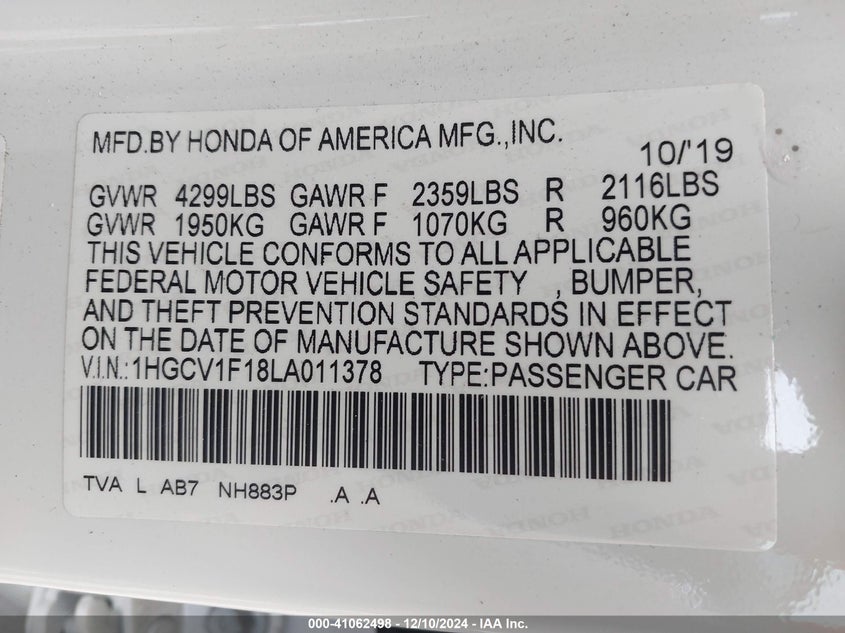 MFD.BY HONDA OF AMERICA MFG.,INC. 10/'19
GVWR 4299LBS GAWR F 2359LBS R 2116LBS
GVWR 1950KG GAWR F 1070KG R 960KG
THIS VEHICLE CONFORMS TO ALL APPLICABLE
FEDERAL MOTOR VEHICLE SAFETY , BUMPER,
AND THEFT PREVENTION STANDARDS IN EFFECT
ON THE DATE OF MANUFACTURE SHOWN ABOVE.
V.I.N.:1HGCV1F18LA011378 TYPE:PASSENGER CAR
TVA L AB7 NH883P .A .A
000-41062498 - 12/10/2024 - IAA Inc.